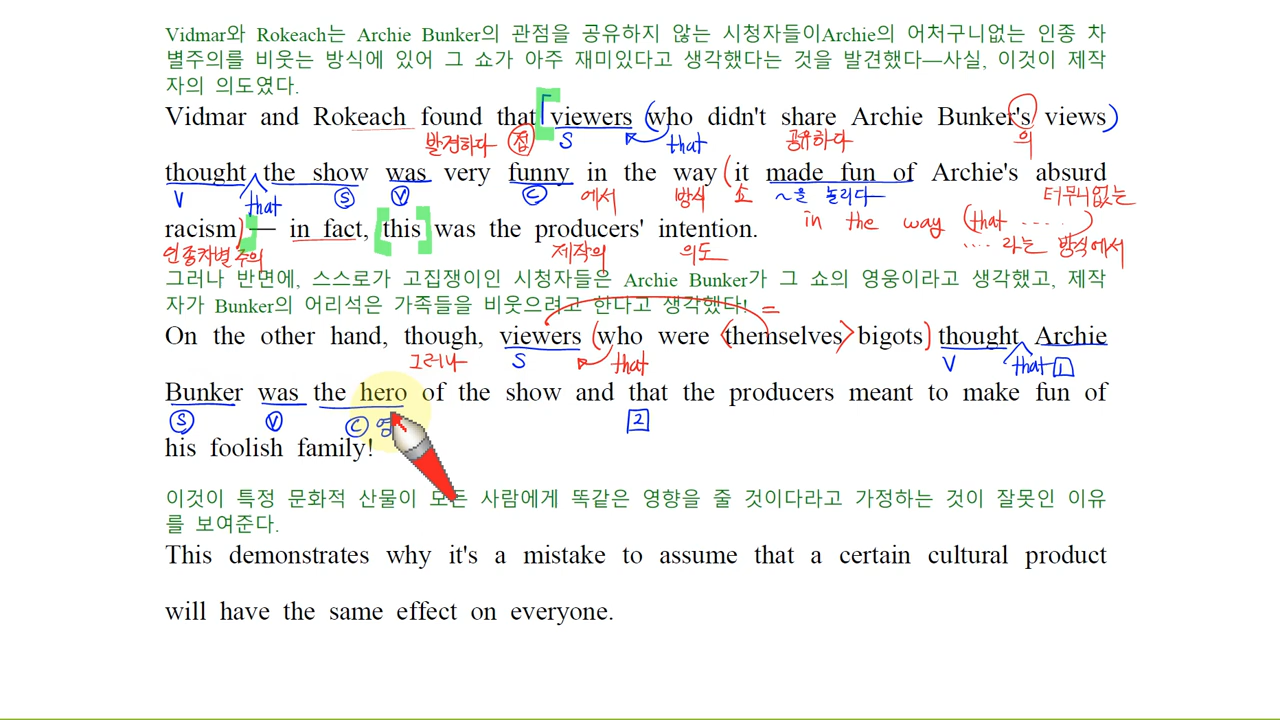 Vidmar와 Rokeach는 Archie Bunker의 관점을 공유하지 않는 시청자들이Archie의 어처구니없는 인종 차
별주의를 비웃는 방식에 있어 그 쇼가 아주 재미있다고 생각했다는 것을 발견했다—사실, 이것이 제작
자의 의도였다.
Vidmar and Rokeach found that viewers (who didn't share Archie Bunker's views)
발견하다 접 S that 공유하다 의
thought the show was very funny in the way (it made fun of Archie's absurd
V that S V C 에서 방식 쇼 ~을 놀리다 터무니없는
racism) — in fact, [this] was the producers' intention.
in the way (that ......)
인종차별주의 제작의 의도 .... 라는 방식에서
그러나 반면에, 스스로가 고집쟁이인 시청자들은 Archie Bunker가 그 쇼의 영웅이라고 생각했고, 제작
자가 Bunker의 어리석은 가족들을 비웃으려고 한다고 생각했다!
=
On the other hand, though, viewers (who were <themselves> bigots) thought Archie
그러나 S that V that 1
Bunker was the hero of the show and that the producers meant to make fun of
S V C 영 2
his foolish family!
이것이 특정 문화적 산물이 모든 사람에게 똑같은 영향을 줄 것이다라고 가정하는 것이 잘못인 이유
를 보여준다.
This demonstrates why it's a mistake to assume that a certain cultural product
will have the same effect on everyone.